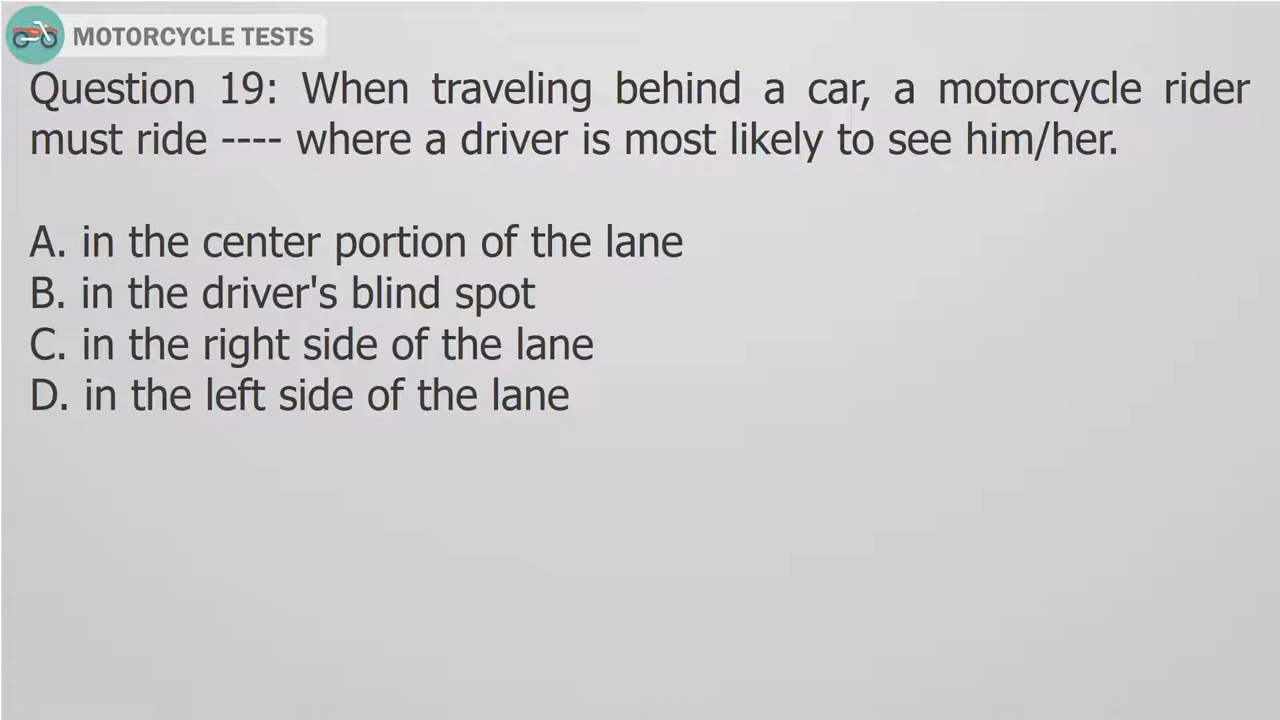 MOTORCYCLE TESTS
Question 19: When traveling behind a car, a motorcycle rider
must ride ---- where a driver is most likely to see him/her.
A. in the center portion of the lane
B. in the driver's blind spot
C. in the right side of the lane
D. in the left side of the lane